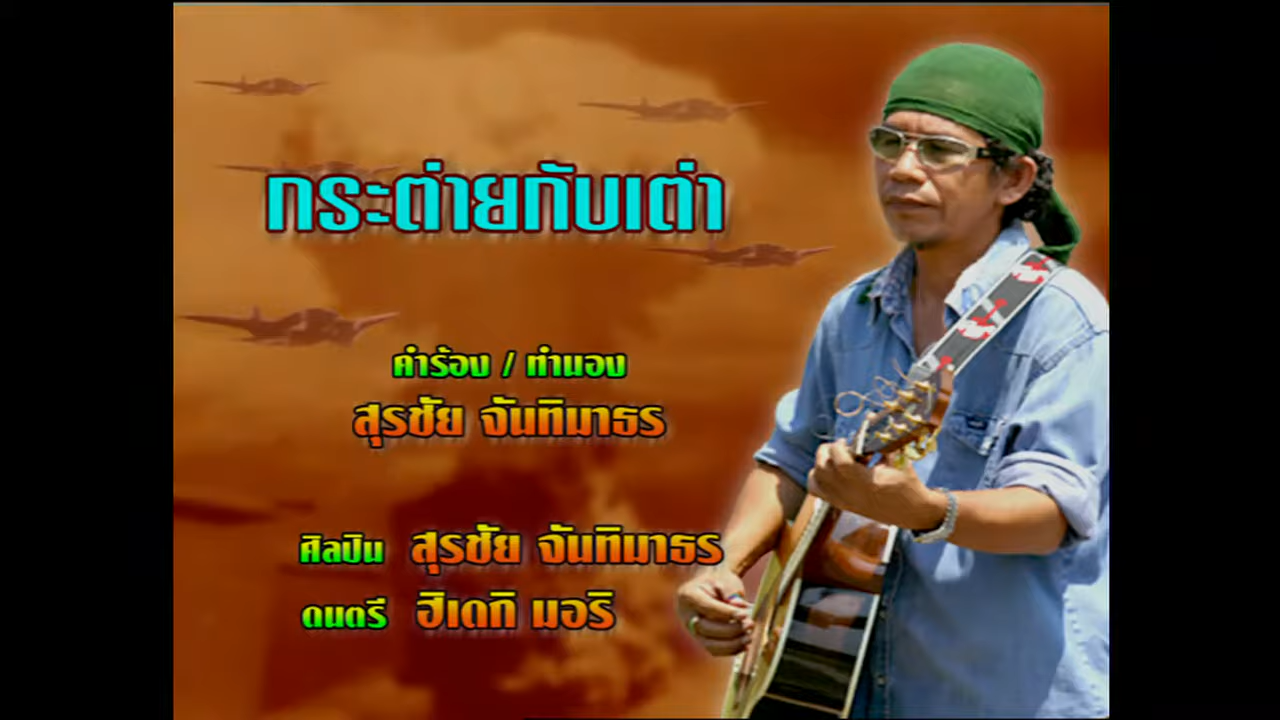 กระต่ายกับเต่า
คำร้อง / ทำนอง
สุรชัย จันทิมาธร
ศิลปิน สุรชัย จันทิมาธร
ดนตรี ฮิเดกิ มอริ